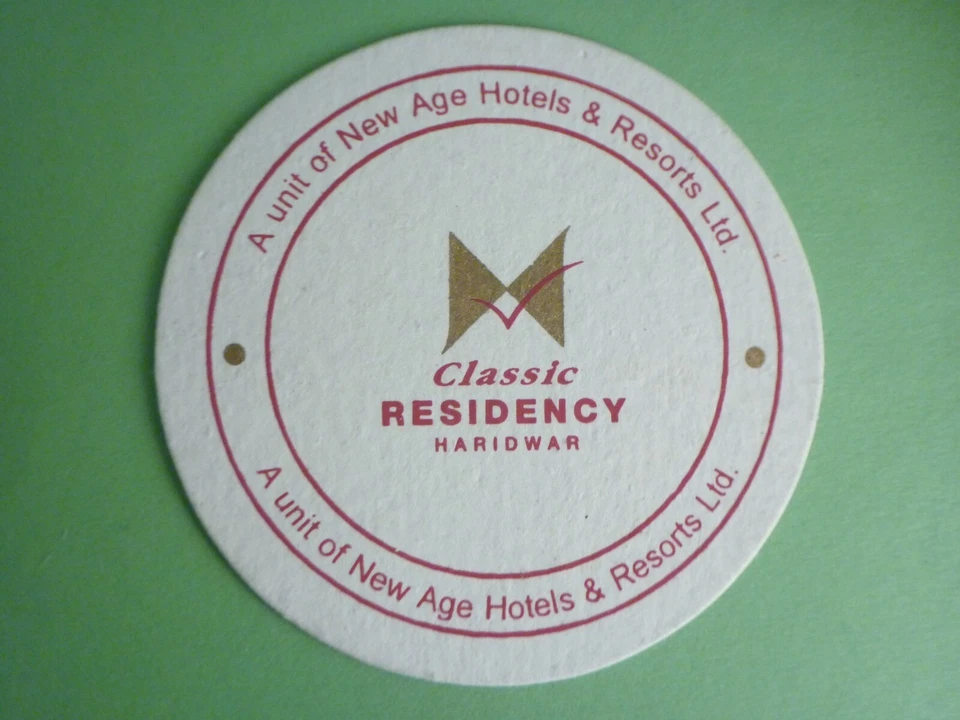 A unit of New Age Hotels & Resorts Ltd.
Classic
RESIDENCY
HARIDWAR
A unit of New Age Hotels & Resorts Ltd.